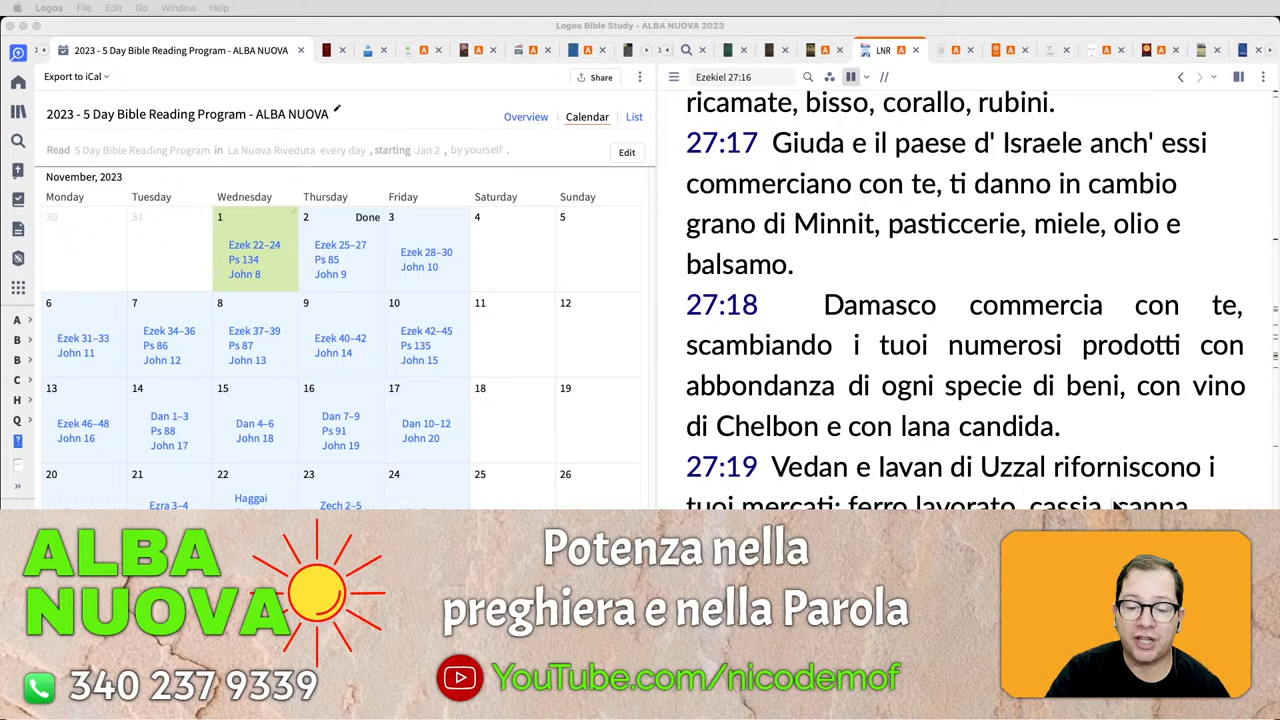 Logos File Edit Go Window Help
Logos Bible Study - ALBA NUOVA 2023
2023 - 5 Day Bible Reading Program - ALBA NUOVA
LNR A
Export to iCal
Share
Ezekiel 27:16
2023 - 5 Day Bible Reading Program - ALBA NUOVA
Overview Calendar List
Read 5 Day Bible Reading Program in La Nuova Riveduta every day , starting Jan 2 , by yourself .
Edit
November, 2023
Monday Tuesday Wednesday Thursday Friday Saturday Sunday
30 31 1 2 Done 3 4 5
Ezek 22–24
Ps 134
John 8
Ezek 25–27
Ps 85
John 9
Ezek 28–30
John 10
6 7 8 9 10 11 12
Ezek 31–33
John 11
Ezek 34–36
Ps 86
John 12
Ezek 37–39
Ps 87
John 13
Ezek 40–42
John 14
Ezek 42–45
Ps 135
John 15
13 14 15 16 17 18 19
Ezek 46–48
John 16
Dan 1–3
Ps 88
John 17
Dan 4–6
John 18
Dan 7–9
Ps 91
John 19
Dan 10–12
John 20
20 21 22 23 24 25 26
Ezra 3–4
Haggai
Zech 2–5
A
B
B
C
H
Q
ricamate, bisso, corallo, rubini.
27:17 Giuda e il paese d' Israele anch' essi
commerciano con te, ti danno in cambio
grano di Minnit, pasticcerie, miele, olio e
balsamo.
27:18 Damasco commercia con te,
scambiando i tuoi numerosi prodotti con
abbondanza di ogni specie di beni, con vino
di Chelbon e con lana candida.
27:19 Vedan e Iavan di Uzzal riforniscono i
tuoi mercati: ferro lavorato, cassia, canna
ALBA
NUOVA
340 237 9339
Potenza nella
preghiera e nella Parola
YouTube.com/nicodemof